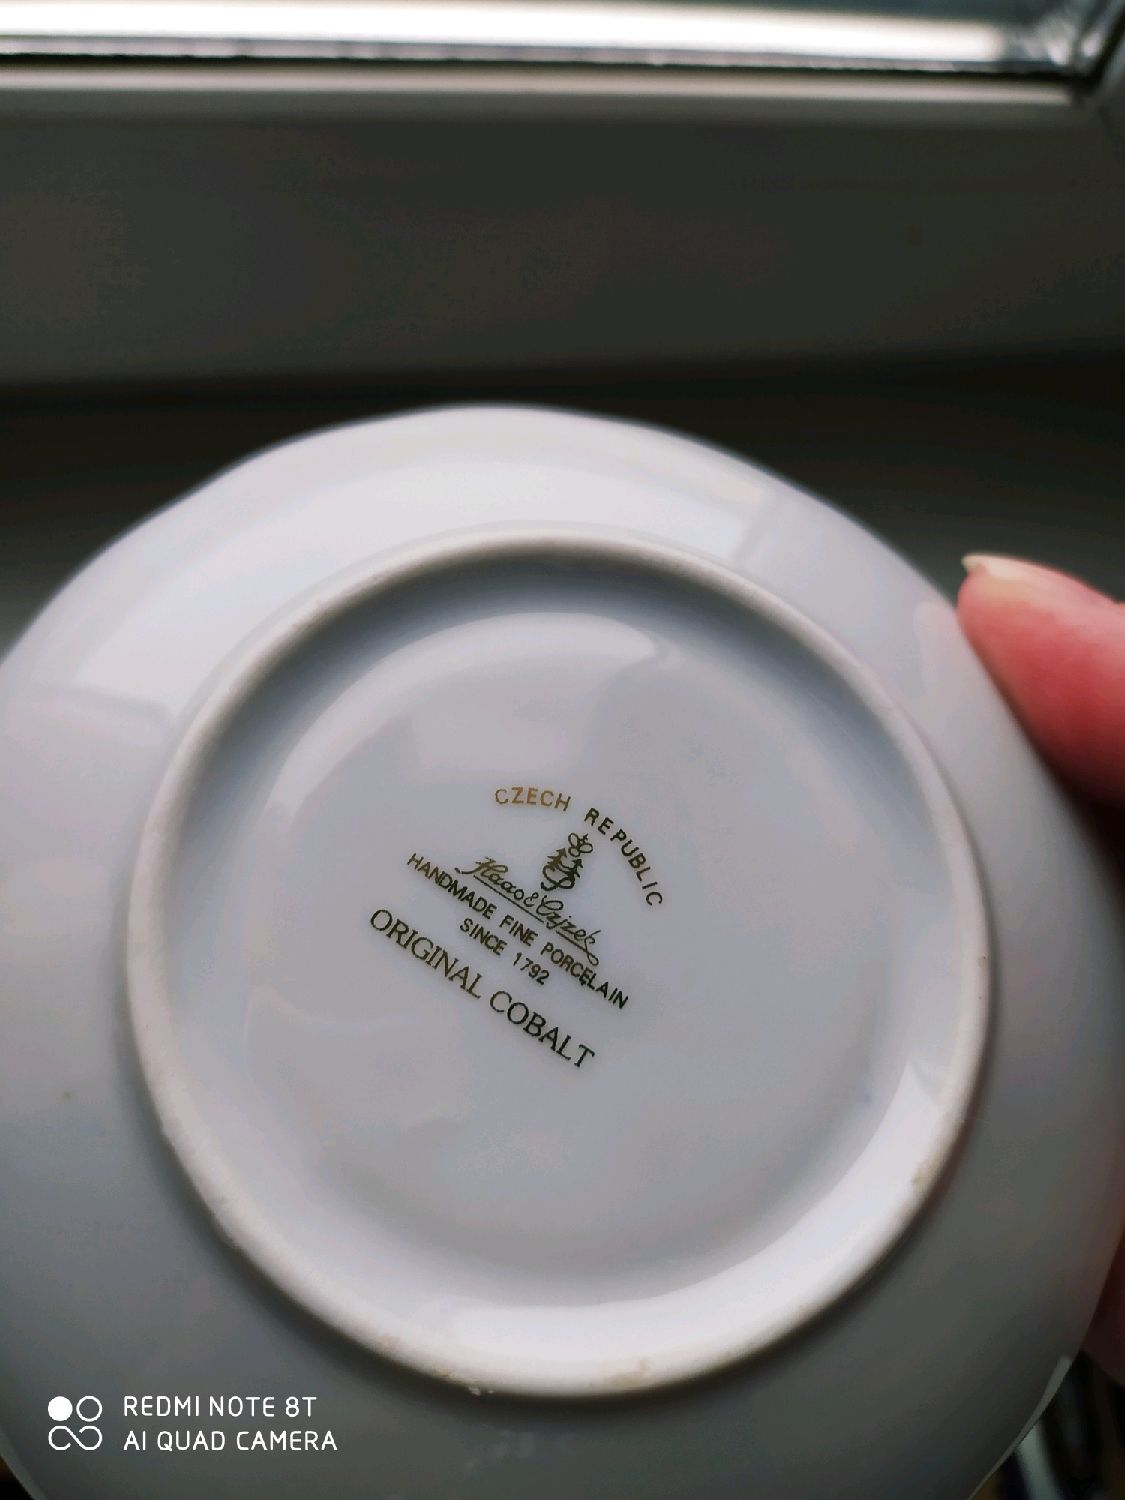 CZECH REPUBLIC
Haas & Czjzek
HANDMADE FINE PORCELAIN
SINCE 1792
ORIGINAL COBALT
REDMI NOTE 8T
AI QUAD CAMERA